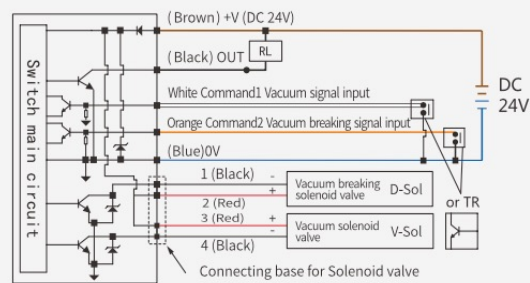 Switch main circuit
(Brown) +V (DC 24V)
RL
(Black) OUT
White Command1 Vacuum signal input
DC
24V
Orange Command2 Vacuum breaking signal input
(Blue)0V
1 (Black)
-
+
Vacuum breaking
solenoid valve
D-Sol
2 (Red)
3 (Red)
+
-
Vacuum solenoid
valve
V-Sol
4 (Black)
or TR
Connecting base for Solenoid valve